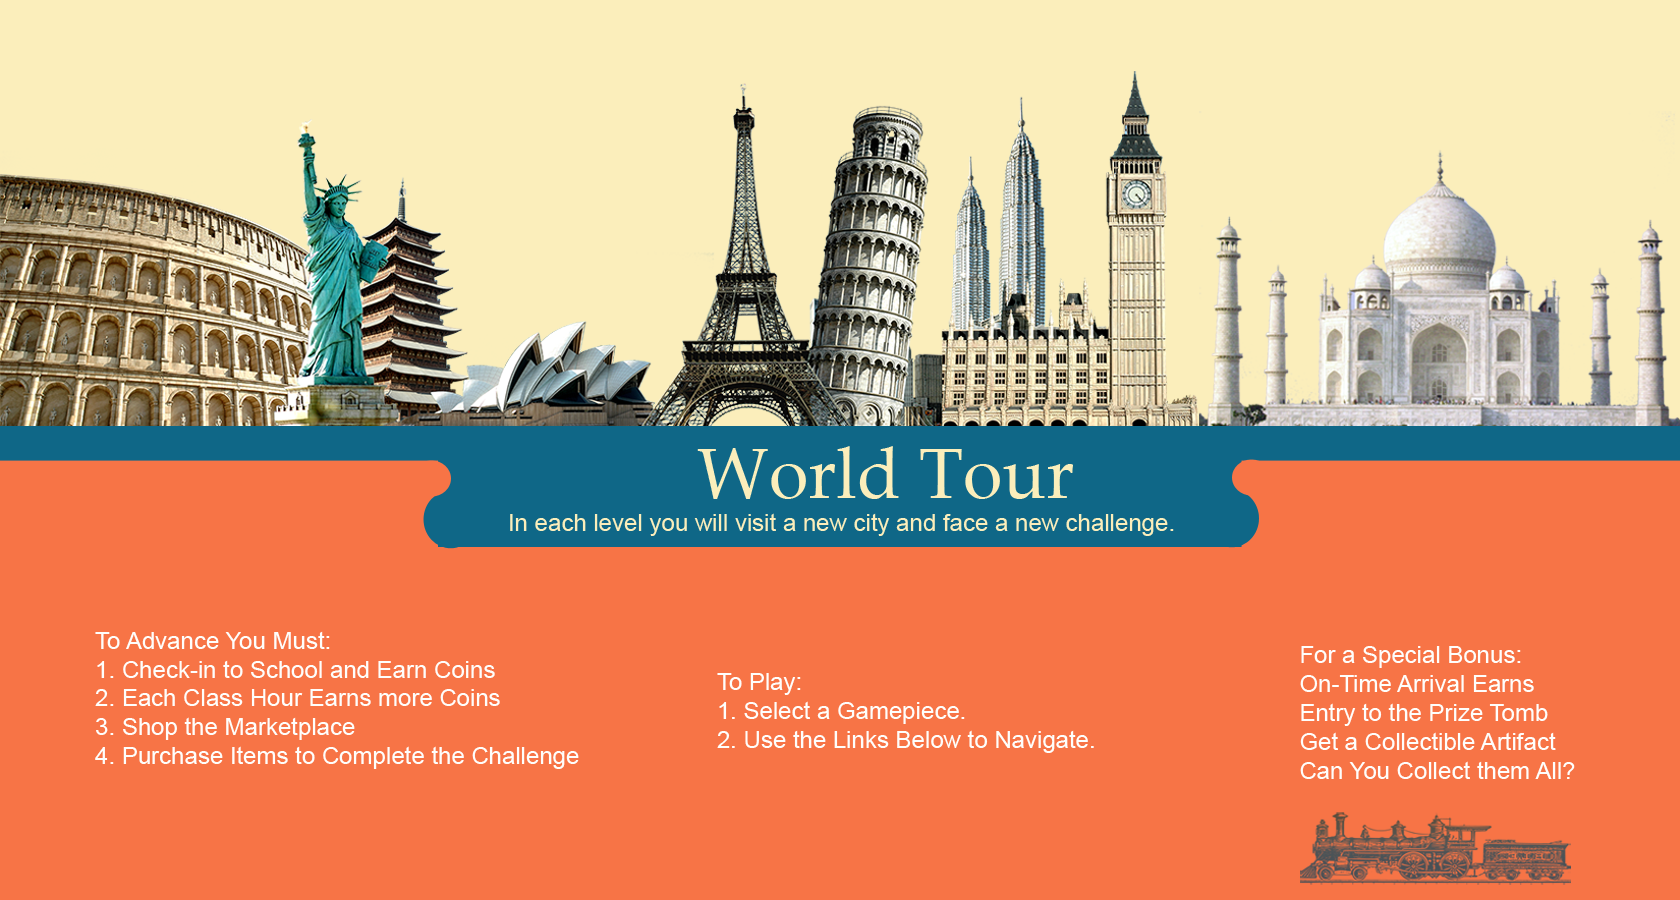 World Tour
In each level you will visit a new city and face a new challenge.
To Advance You Must:
1. Check-in to School and Earn Coins
2. Each Class Hour Earns more Coins
3. Shop the Marketplace
4. Purchase Items to Complete the Challenge
To Play:
1. Select a Gamepiece.
2. Use the Links Below to Navigate.
For a Special Bonus:
On-Time Arrival Earns
Entry to the Prize Tomb
Get a Collectible Artifact
Can You Collect them All?